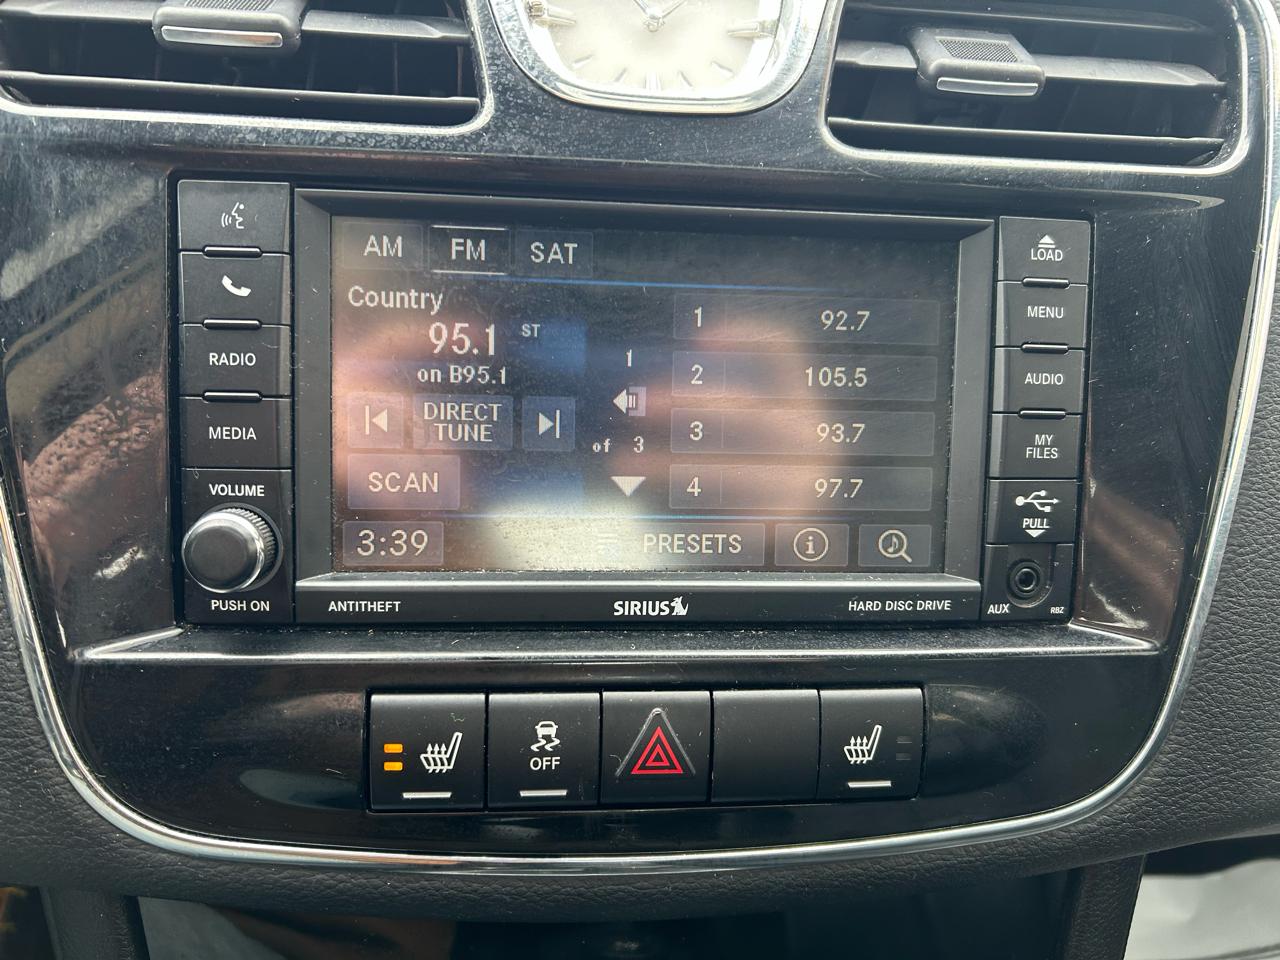 AM FM SAT
Country
95.1 ST
on B95.1
DIRECT
TUNE
SCAN
3:39
1
of 3
1 92.7
2 105.5
3 93.7
4 97.7
PRESETS
i
RADIO
MEDIA
VOLUME
PUSH ON
LOAD
MENU
AUDIO
MY
FILES
PULL
AUX
RBZ
ANTITHEFT
SIRIUS
HARD DISC DRIVE
OFF